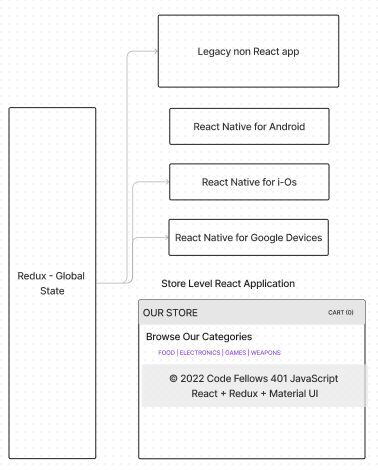 Legacy non React app
React Native for Android
React Native for i-Os
React Native for Google Devices
Redux - Global
State
Store Level React Application
OUR STORE
CART (0)
Browse Our Categories
FOOD | ELECTRONICS | GAMES | WEAPONS
© 2022 Code Fellows 401 JavaScript
React + Redux + Material UI